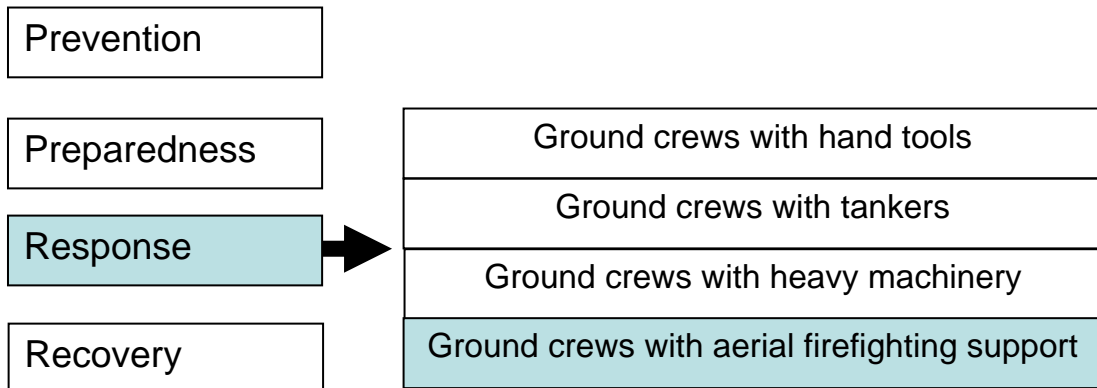 Prevention
Preparedness
Response
Recovery
Ground crews with hand tools
Ground crews with tankers
Ground crews with heavy machinery
Ground crews with aerial firefighting support